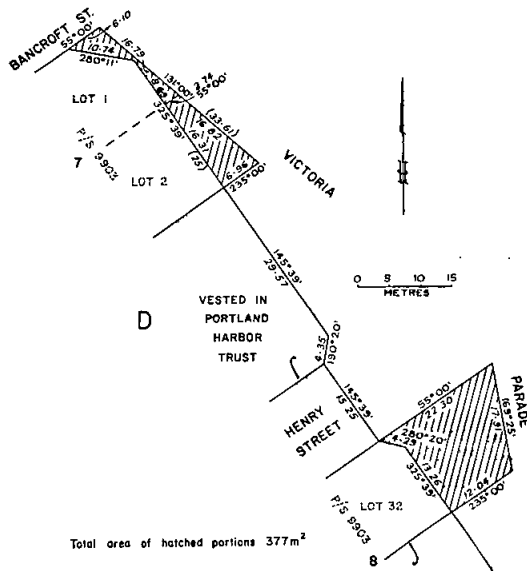 BANCROFT ST.
55°00'
6.10
10.74
280°11'
16.79
131°00'
(33.61)
2.74
55°00'
8.69
325°39'
16.82
16.31
(25)
6.96
235°00'
LOT 1
P/S 9903
7
LOT 2
VICTORIA
0 5 10 15
METRES
145°39'
29.57
D
VESTED IN
PORTLAND
HARBOR
TRUST
4.35
190°20'
145°39'
15.25
HENRY
STREET
55°00'
22.30
PARADE
169°25'
17.91
280°20'
4.29
13.26
325°39'
12.04
235°00'
LOT 32
P/S 9903
8
Total area of hatched portions 377m²